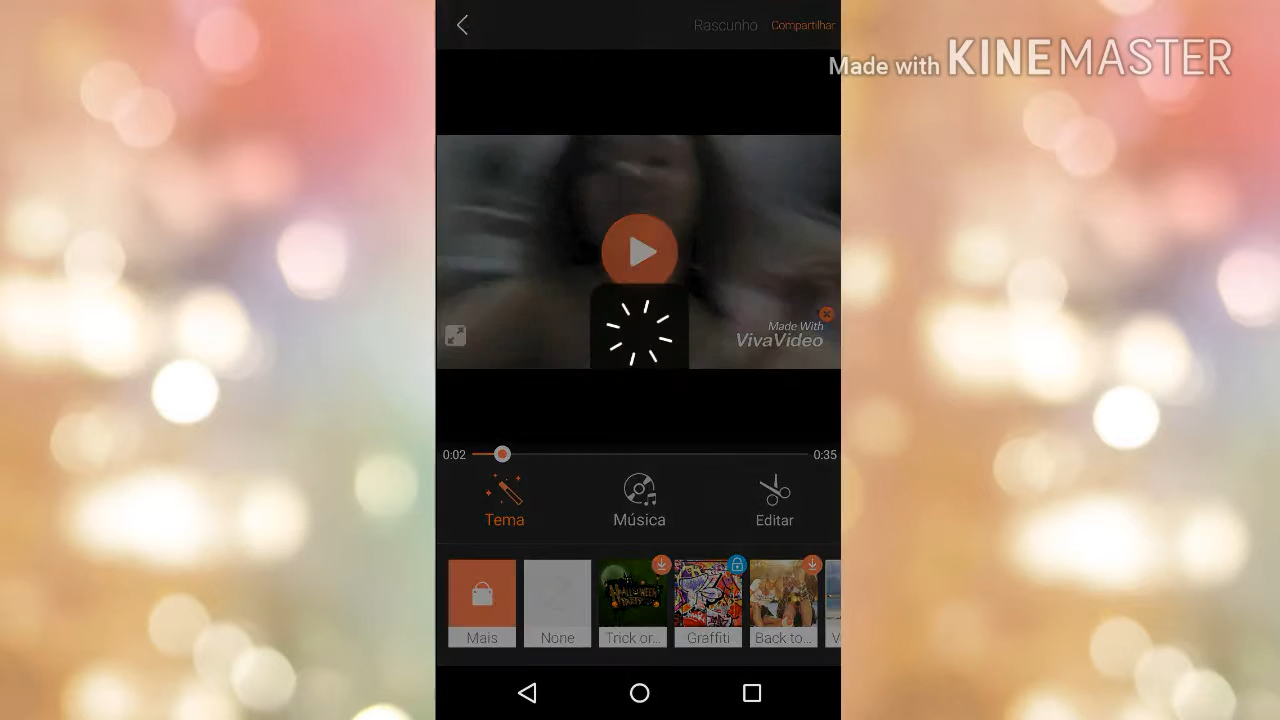 Rascunho Compartilhar
Made with KINEMASTER
Made With
VivaVideo
0:02 0:35
Tema Música Editar
Mais None Trick or... Graffiti Back to... V